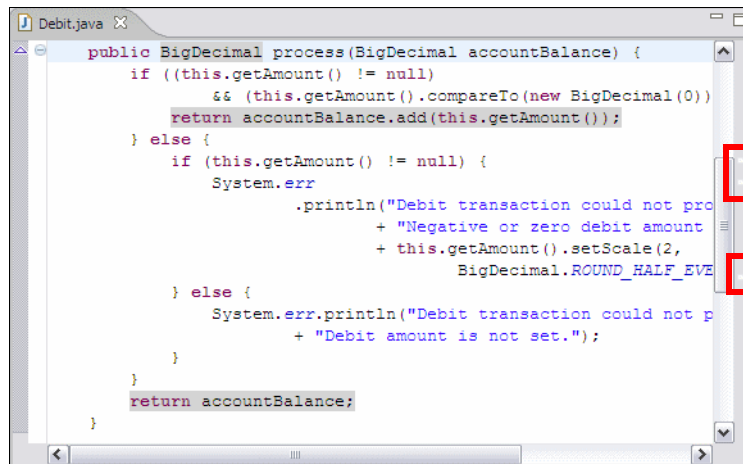 Debit.java
public BigDecimal process(BigDecimal accountBalance) {
if ((this.getAmount() != null)
&& (this.getAmount().compareTo(new BigDecimal(0))
return accountBalance.add(this.getAmount());
} else {
if (this.getAmount() != null) {
System.err
.println("Debit transaction could not pro
+ "Negative or zero debit amount
+ this.getAmount().setScale(2,
BigDecimal.ROUND_HALF_EVE
} else {
System.err.println("Debit transaction could not p
+ "Debit amount is not set.");
}
}
return accountBalance;
}